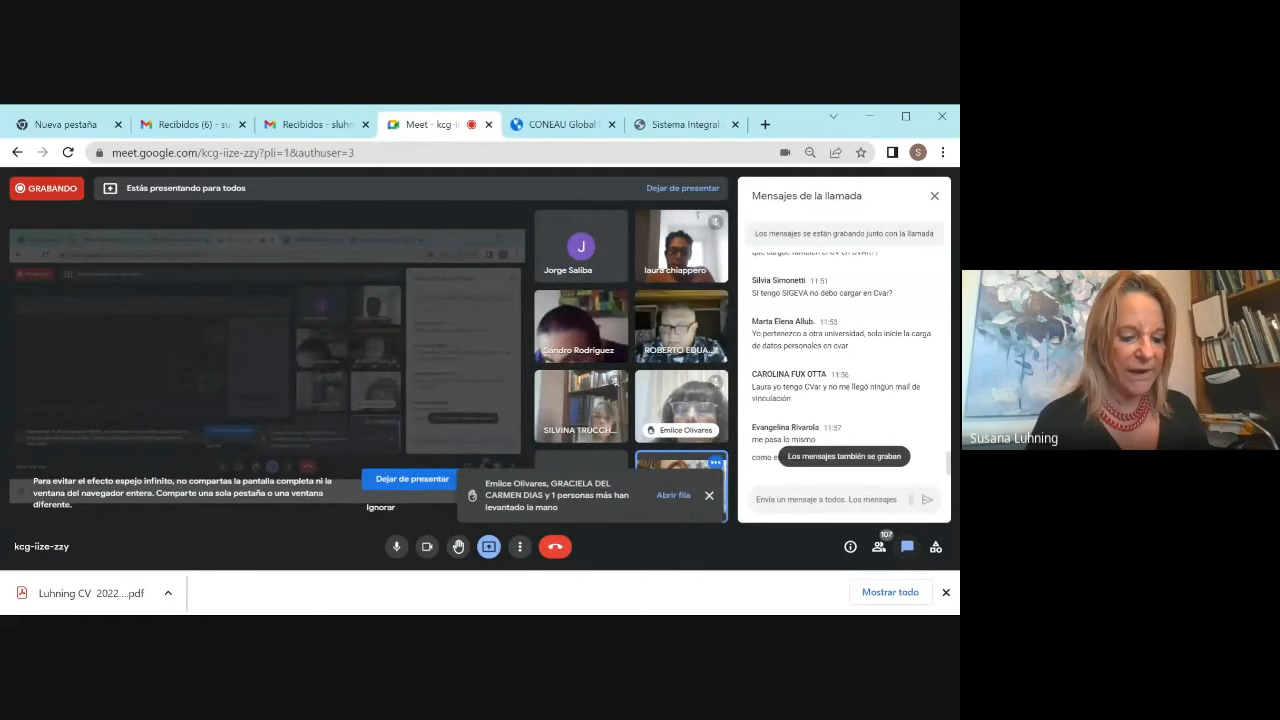 Nueva pestaña
Recibidos (6) - su
Recibidos - sluho
Meet - kcg-ii
CONEAU Global
Sistema Integral
meet.google.com/kcg-iize-zzy?pli=1&authuser=3
S
GRABANDO
Estás presentando para todos
Dejar de presentar
J
Jorge Saliba
laura chiappero
Sandro Rodriguez
ROBERTO EDUA...
SILVINA TRUCCH...
Emilce Olivares
Para evitar el efecto espejo infinito, no compartas la pantalla completa ni la
ventana del navegador entera. Comparte una sola pestaña o una ventana
diferente.
Dejar de presentar
Ignorar
Emilce Olivares, GRACIELA DEL
CARMEN DIAS y 1 personas más han
levantado la mano
Abrir fila
Mensajes de la llamada
Los mensajes se están grabando junto con la llamada
Silvia Simonetti 11:51
SI tengo SIGEVA no debo cargar en Cvar?
Marta Elena Allub. 11:53
Yo pertenezco a otra universidad, solo inicie la carga
de datos personales en cvar
CAROLINA FUX OTTA 11:56
Laura yo tengo CVar y no me llegó ningún mail de
vinculación
Evangelina Rivarola 11:57
me pasa lo mismo
como e
Los mensajes también se graban
Envía un mensaje a todos. Los mensajes
kcg-iize-zzy
107
Luhning CV 2022....pdf
Mostrar todo
Susana Luhning